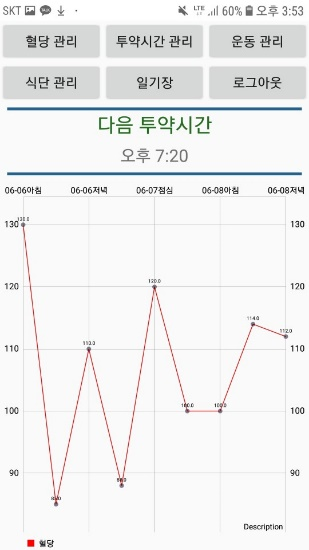 SKT LTE 60% 오후 3:53
혈당 관리 투약시간 관리 운동 관리
식단 관리 일기장 로그아웃
다음 투약시간
오후 7:20
06-06아침 06-06저녁 06-07점심 06-08아침 06-08저녁
130.0
130 130
120.0
120 120
114.0
112.0
110.0
110 110
100.0 100.0
100 100
90 90
Description
혈당